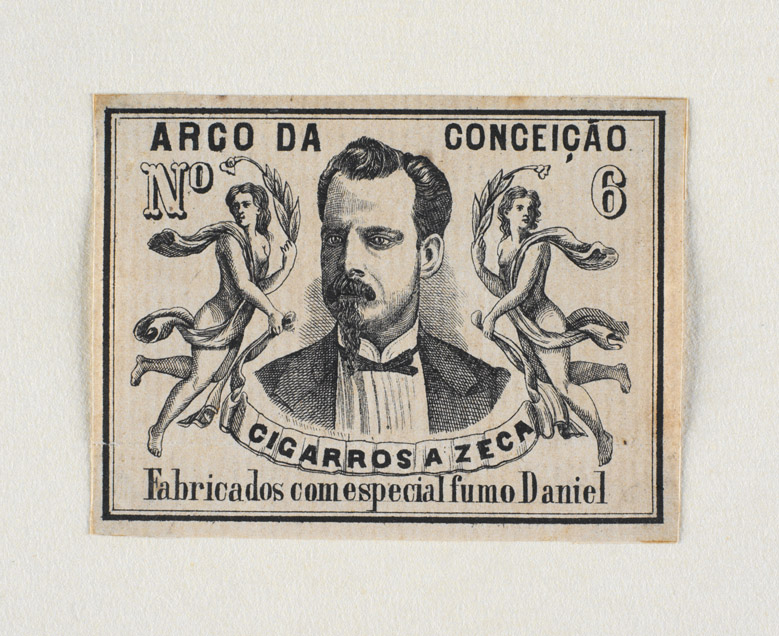 ARCO DA CONCEIÇÃO
Nº 6
CIGARROS A ZECA
Fabricados com especial fumo Daniel